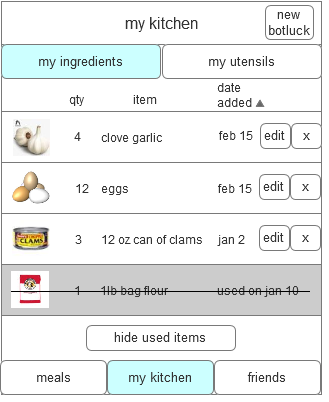 my kitchen
new
botluck
my ingredients
my utensils
qty item date
added ▲
4 clove garlic feb 15 edit x
12 eggs feb 15 edit x
CLAMS
3 12 oz can of clams jan 2 edit x
1 1lb bag flour used on jan 10
hide used items
meals my kitchen friends